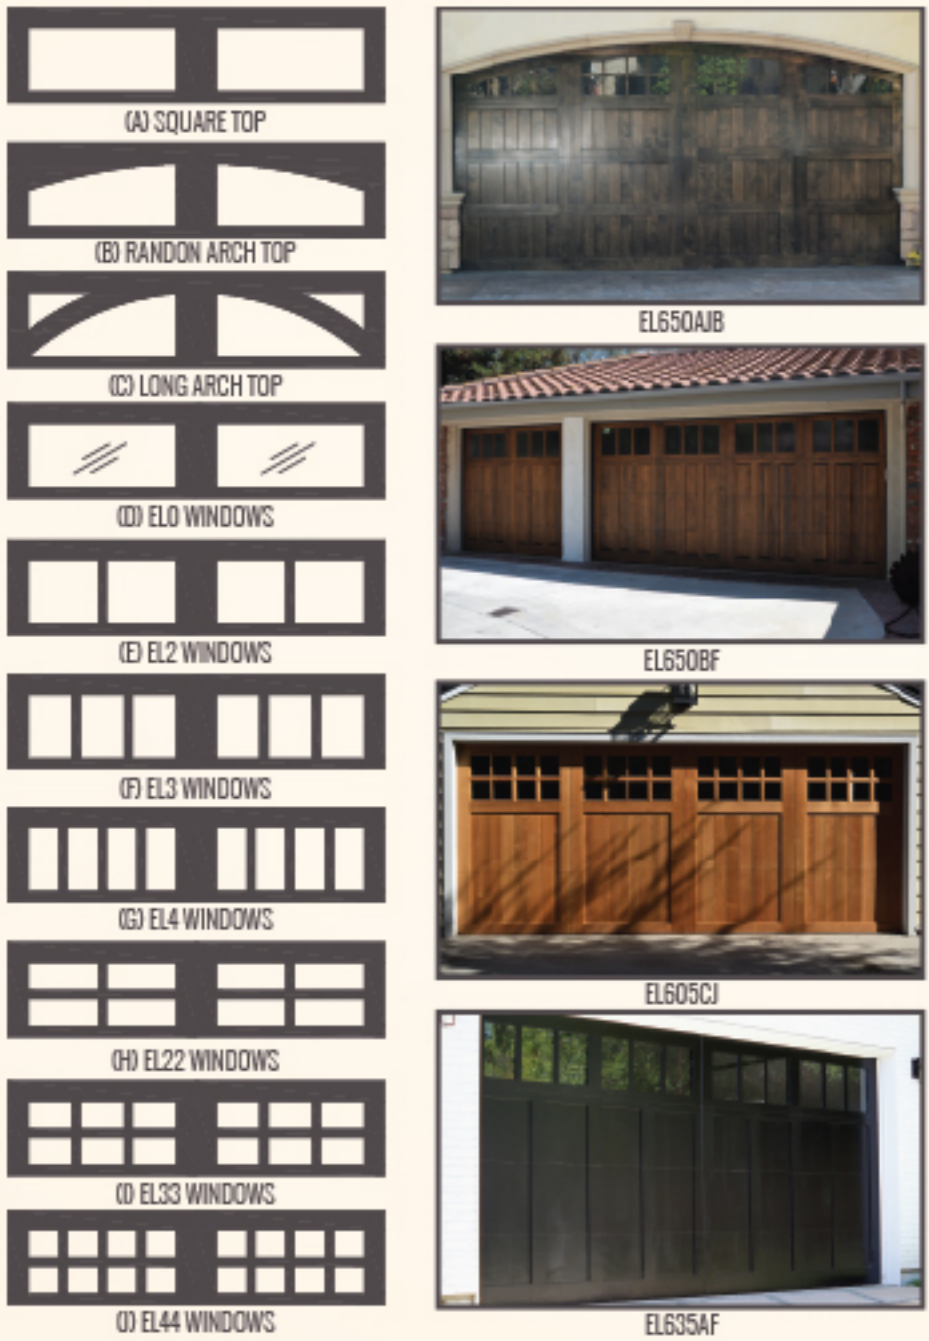 (A) SQUARE TOP
(B) RANDON ARCH TOP
(C) LONG ARCH TOP
(D) EL0 WINDOWS
(E) EL2 WINDOWS
(F) EL3 WINDOWS
(G) EL4 WINDOWS
(H) EL22 WINDOWS
(I) EL33 WINDOWS
(J) EL44 WINDOWS
EL650AJB
EL650BF
EL605CJ
EL635AF